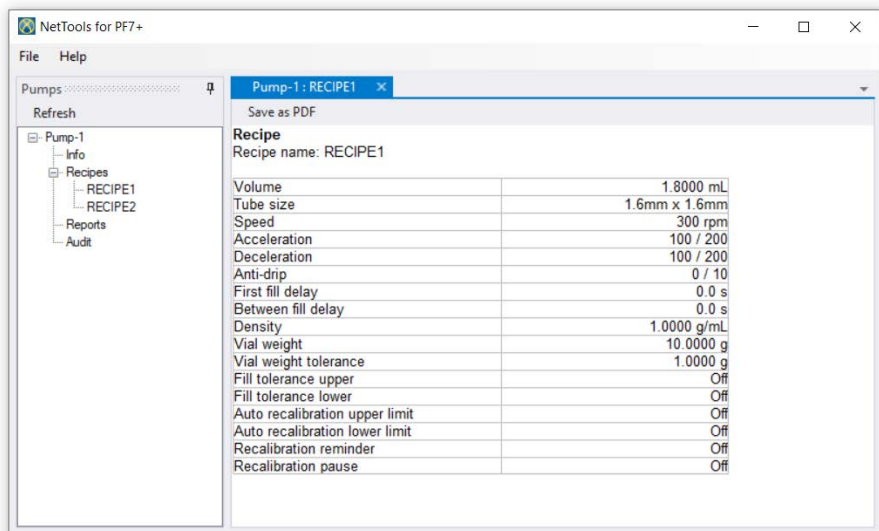 NetTools for PF7+
File Help
Pumps
Refresh
Pump-1
Info
Recipes
RECIPE1
RECIPE2
Reports
Audit
Pump-1 : RECIPE1
Save as PDF
Recipe
Recipe name: RECIPE1
Volume 1.8000 mL
Tube size 1.6mm x 1.6mm
Speed 300 rpm
Acceleration 100 / 200
Deceleration 100 / 200
Anti-drip 0 / 10
First fill delay 0.0 s
Between fill delay 0.0 s
Density 1.0000 g/mL
Vial weight 10.0000 g
Vial weight tolerance 1.0000 g
Fill tolerance upper Off
Fill tolerance lower Off
Auto recalibration upper limit Off
Auto recalibration lower limit Off
Recalibration reminder Off
Recalibration pause Off